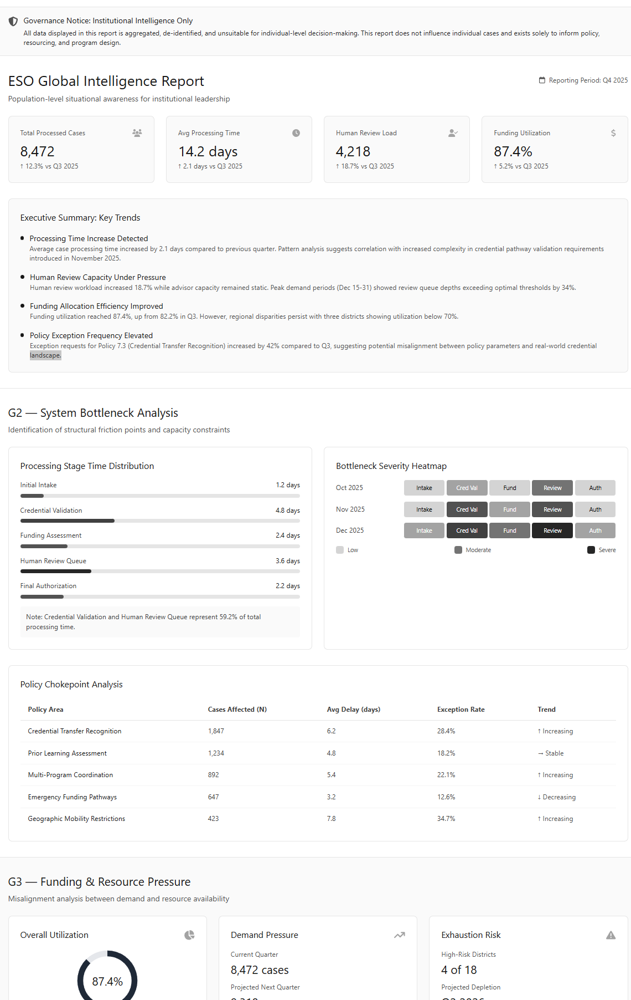 Governance Notice: Institutional Intelligence Only
All data displayed in this report is aggregated, de-identified, and unsuitable for individual-level decision-making. This report does not influence individual cases and exists solely to inform policy,
resourcing, and program design.
ESO Global Intelligence Report
Reporting Period: Q4 2025
Population-level situational awareness for institutional leadership
Total Processed Cases
8,472
↑ 12.3% vs Q3 2025
Avg Processing Time
14.2 days
↑ 2.1 days vs Q3 2025
Human Review Load
4,218
↑ 18.7% vs Q3 2025
Funding Utilization
$
87.4%
↑ 5.2% vs Q3 2025
Executive Summary: Key Trends
Processing Time Increase Detected
Average case processing time increased by 2.1 days compared to previous quarter. Pattern analysis suggests correlation with increased complexity in credential pathway validation requirements
introduced in November 2025.
Human Review Capacity Under Pressure
Human review workload increased 18.7% while advisor capacity remained static. Peak demand periods (Dec 15-31) showed review queue depths exceeding optimal thresholds by 34%.
Funding Allocation Efficiency Improved
Funding utilization reached 87.4%, up from 82.2% in Q3. However, regional disparities persist with three districts showing utilization below 70%.
Policy Exception Frequency Elevated
Exception requests for Policy 7.3 (Credential Transfer Recognition) increased by 42% compared to Q3, suggesting potential misalignment between policy parameters and real-world credential
landscape.
G2 — System Bottleneck Analysis
Identification of structural friction points and capacity constraints
Processing Stage Time Distribution
Initial Intake 1.2 days
Credential Validation 4.8 days
Funding Assessment 2.4 days
Human Review Queue 3.6 days
Final Authorization 2.2 days
Note: Credential Validation and Human Review Queue represent 59.2% of total
processing time.
Bottleneck Severity Heatmap
Oct 2025 Intake Cred Val Fund Review Auth
Nov 2025 Intake Cred Val Fund Review Auth
Dec 2025 Intake Cred Val Fund Review Auth
Low Moderate Severe
Policy Chokepoint Analysis
Policy Area Cases Affected (N) Avg Delay (days) Exception Rate Trend
Credential Transfer Recognition 1,847 6.2 28.4% ↑ Increasing
Prior Learning Assessment 1,234 4.8 18.2% → Stable
Multi-Program Coordination 892 5.4 22.1% ↑ Increasing
Emergency Funding Pathways 647 3.2 12.6% ↓ Decreasing
Geographic Mobility Restrictions 423 7.8 34.7% ↑ Increasing
G3 — Funding & Resource Pressure
Misalignment analysis between demand and resource availability
Overall Utilization
87.4%
Demand Pressure
Current Quarter
8,472 cases
Projected Next Quarter
Exhaustion Risk
High-Risk Districts
4 of 18
Projected Depletion